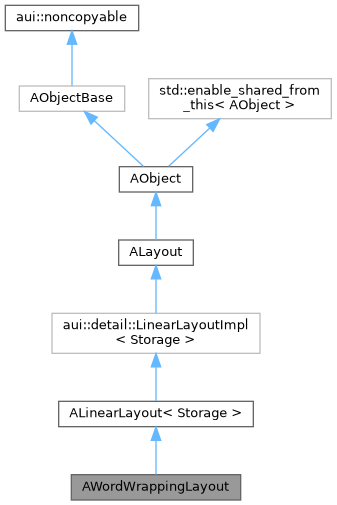 aui::noncopyable
AObjectBase
std::enable_shared_from
_this< AObject >
AObject
ALayout
aui::detail::LinearLayoutImpl
< Storage >
ALinearLayout< Storage >
AWordWrappingLayout